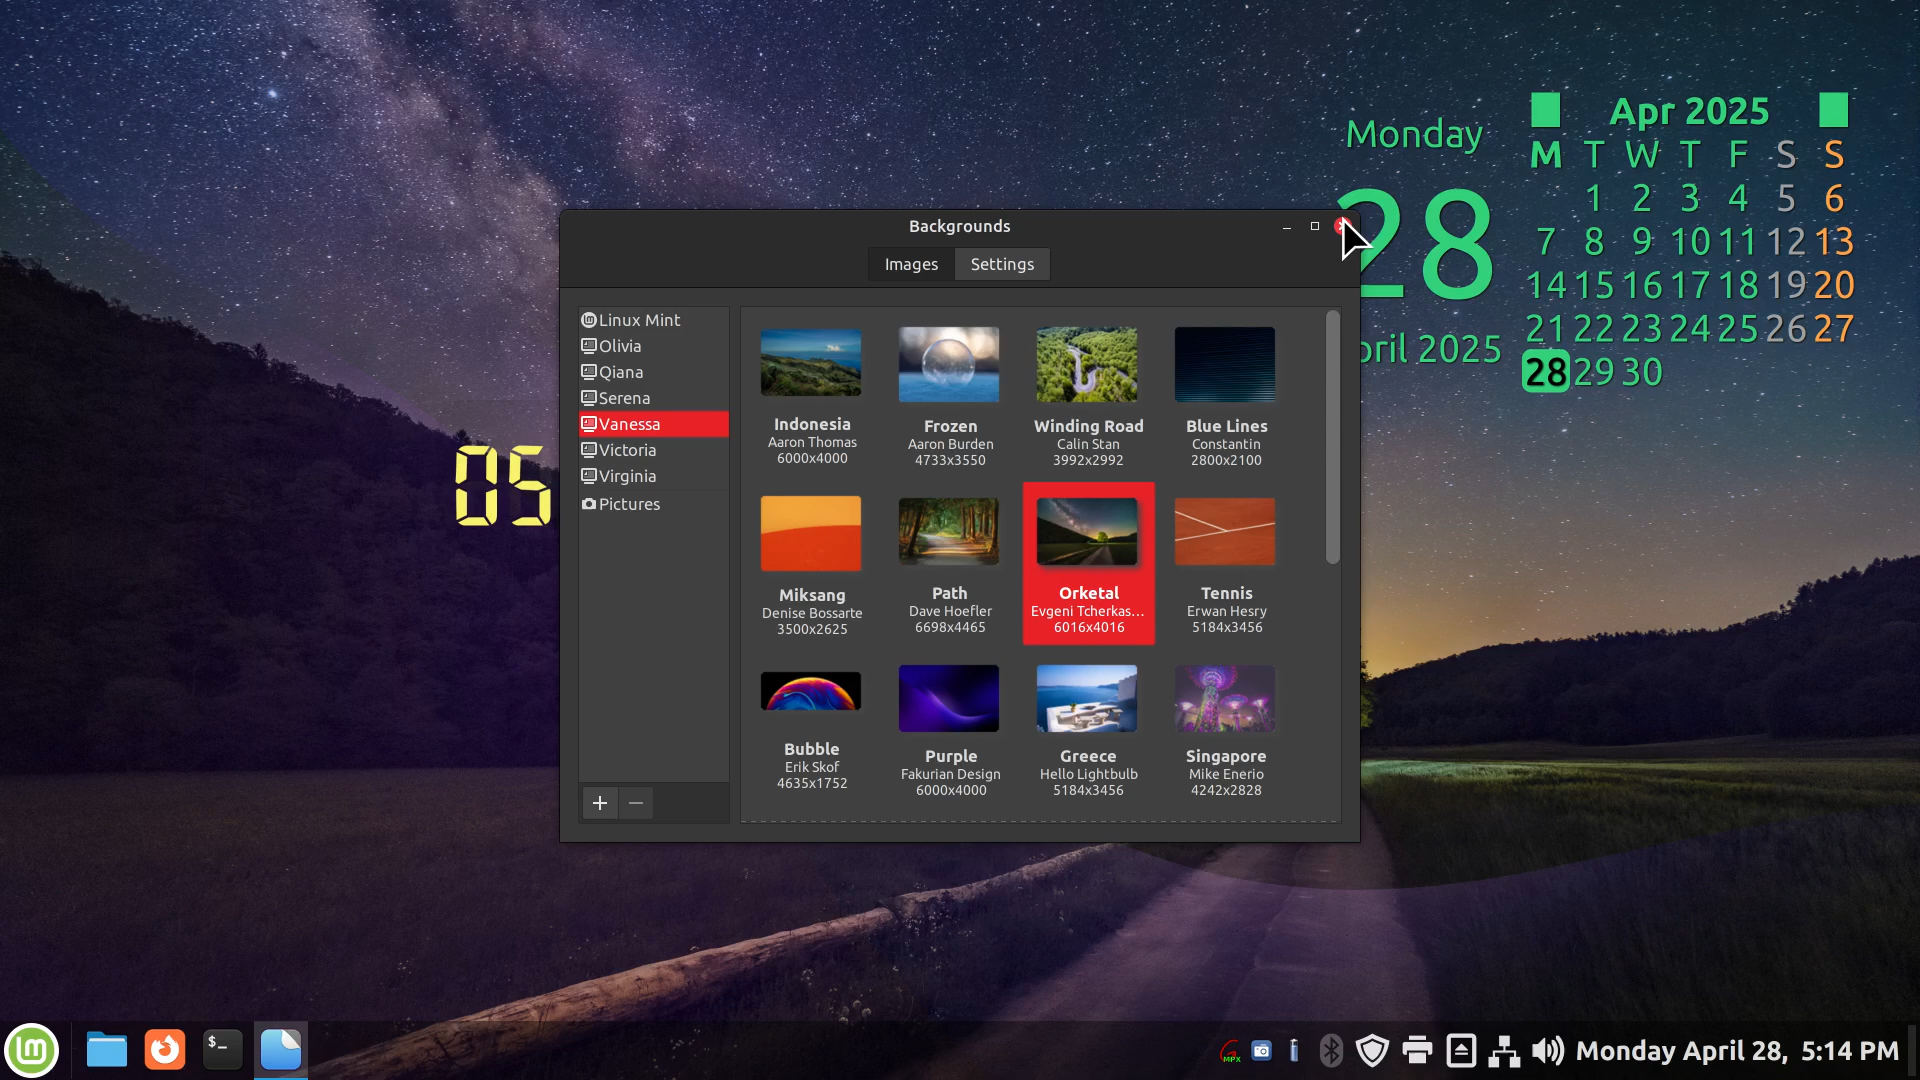 Monday
28
pril 2025
Apr 2025
M T W T F S S
1 2 3 4 5 6
7 8 9 10 11 12 13
14 15 16 17 18 19 20
21 22 23 24 25 26 27
28 29 30
05
Backgrounds
Images Settings
Linux Mint
Olivia
Qiana
Serena
Vanessa
Victoria
Virginia
Pictures
Indonesia
Aaron Thomas
6000x4000
Frozen
Aaron Burden
4733x3550
Winding Road
Calin Stan
3992x2992
Blue Lines
Constantin
2800x2100
Miksang
Denise Bossarte
3500x2625
Path
Dave Hoefler
6698x4465
Orketal
Evgeni Tcherkas...
6016x4016
Tennis
Erwan Hesry
5184x3456
Bubble
Erik Skof
4635x1752
Purple
Fakurian Design
6000x4000
Greece
Hello Lightbulb
5184x3456
Singapore
Mike Enerio
4242x2828
$_
MPX
Monday April 28, 5:14 PM